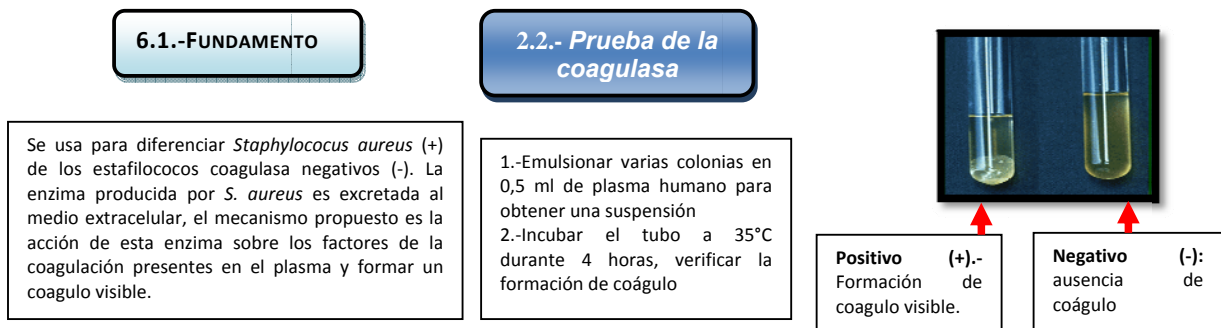 6.1.-FUNDAMENTO
Se usa para diferenciar Staphylococus aureus (+)
de los estafilococos coagulasa negativos (-). La
enzima producida por S. aureus es excretada al
medio extracelular, el mecanismo propuesto es la
acción de esta enzima sobre los factores de la
coagulación presentes en el plasma y formar un
coagulo visible.
2.2.- Prueba de la
coagulasa
1.-Emulsionar varias colonias en
0,5 ml de plasma humano para
obtener una suspensión
2.-Incubar el tubo a 35°C
durante 4 horas, verificar la
formación de coágulo
Positivo (+).-
Formación de
coagulo visible.
Negativo (-):
ausencia de
coágulo